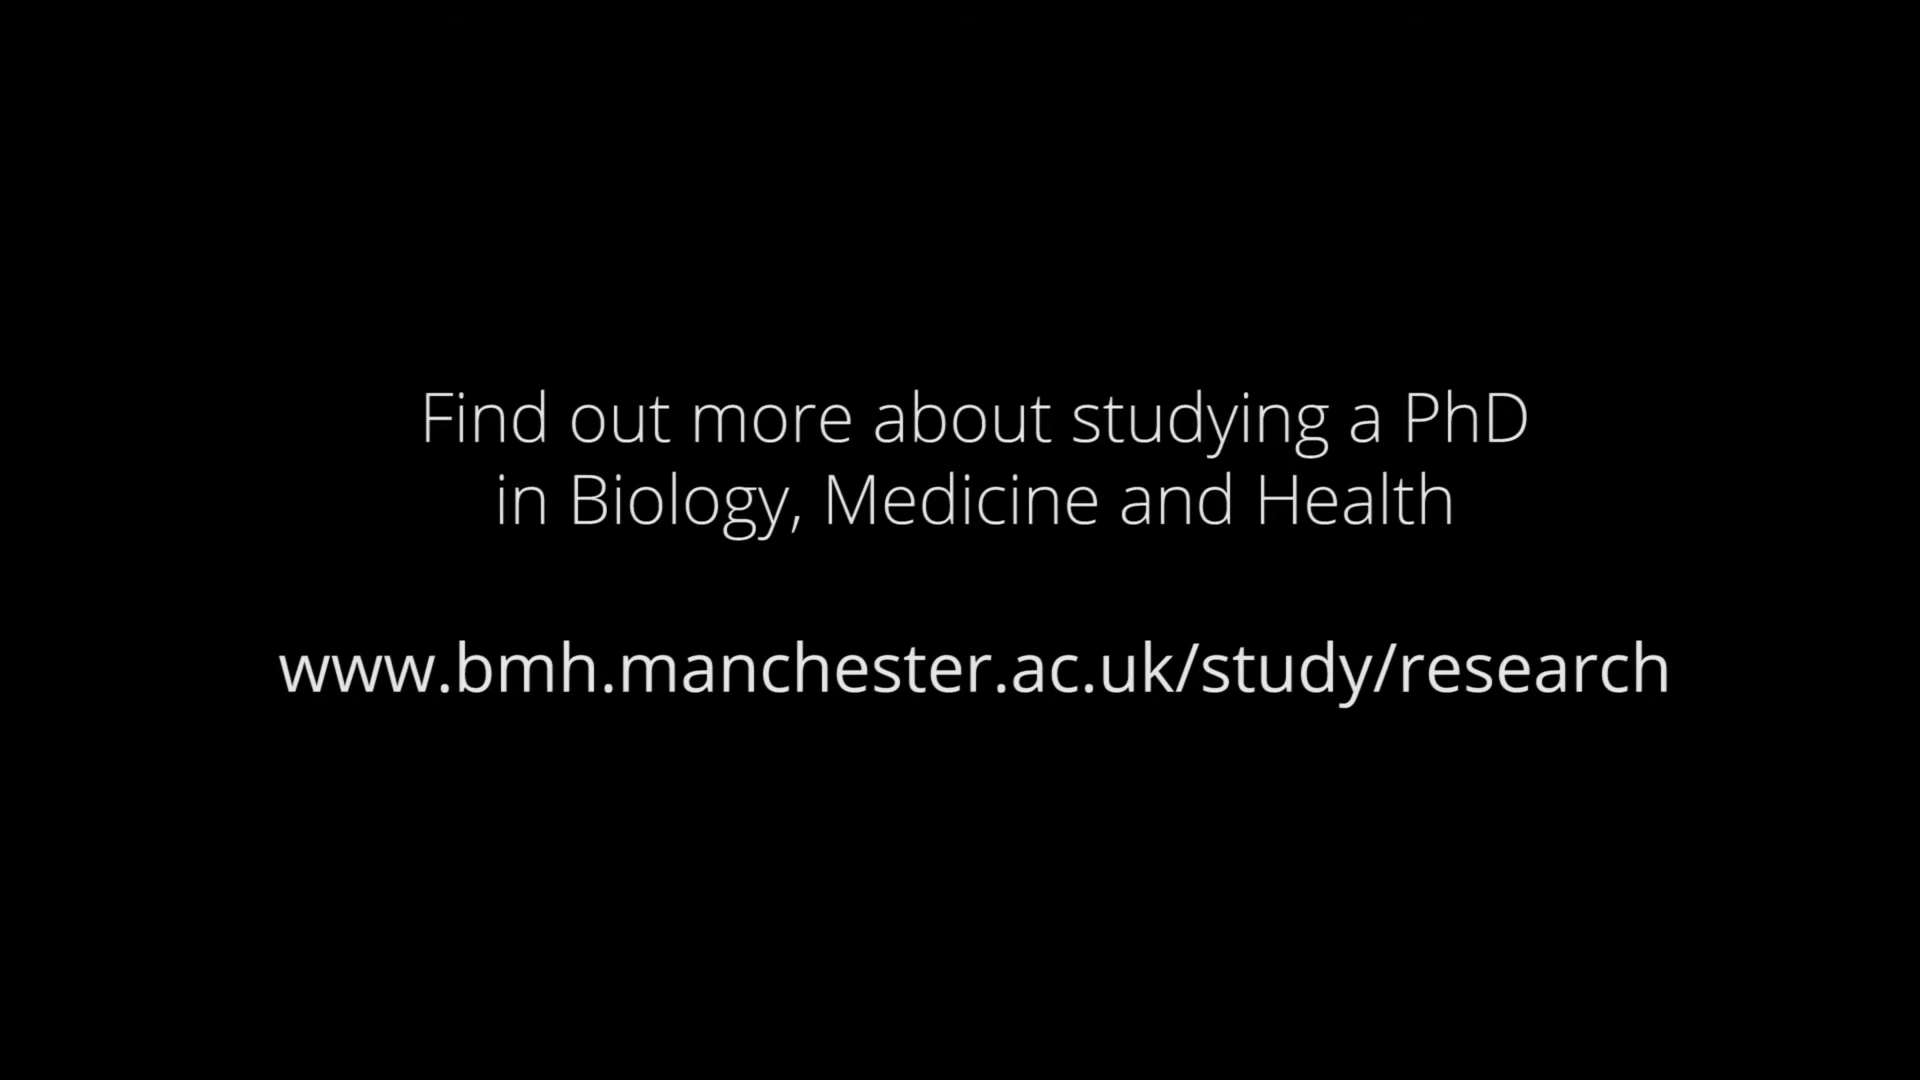 Find out more about studying a PhD
in Biology, Medicine and Health
www.bmh.manchester.ac.uk/study/research